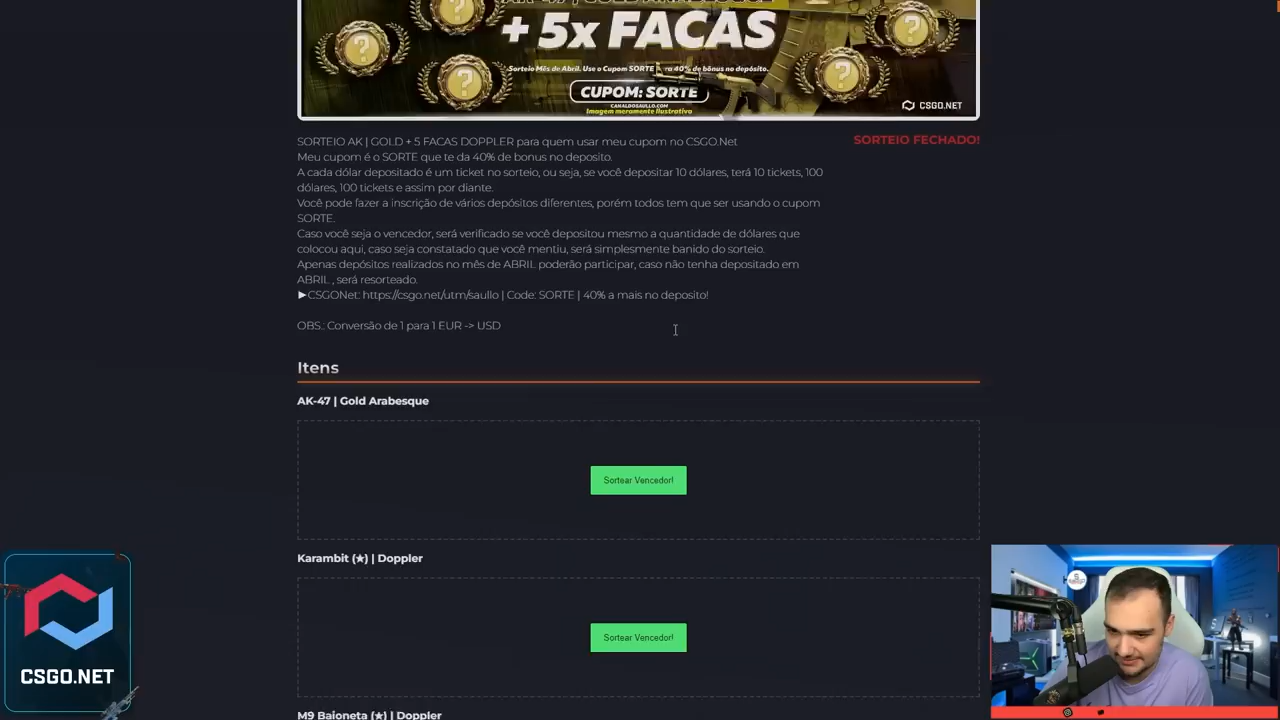 AK-47 | GOLD ARABESQUE
+ 5x FACAS
Sorteio Mês de Abril. Use o Cupom SORTE ra 40% de bônus no depósito.
CUPOM: SORTE
CANALDOSAULLO.COM
Imagem meramente ilustrativa
CSGO.NET
SORTEIO AK | GOLD + 5 FACAS DOPPLER para quem usar meu cupom no CSGO.Net
SORTEIO FECHADO!
Meu cupom é o SORTE que te da 40% de bonus no deposito.
A cada dólar depositado é um ticket no sorteio, ou seja, se você depositar 10 dólares, terá 10 tickets, 100
dólares, 100 tickets e assim por diante.
Você pode fazer a inscrição de vários depósitos diferentes, porém todos tem que ser usando o cupom
SORTE.
Caso você seja o vencedor, será verificado se você depositou mesmo a quantidade de dólares que
colocou aqui, caso seja constatado que você mentiu, será simplesmente banido do sorteio.
Apenas depósitos realizados no mês de ABRIL poderão participar, caso não tenha depositado em
ABRIL , será resorteado.
►CSGONet: https://csgo.net/utm/saullo | Code: SORTE | 40% a mais no deposito!
OBS.: Conversão de 1 para 1 EUR -> USD
Itens
AK-47 | Gold Arabesque
Sortear Vencedor!
Karambit (★) | Doppler
Sortear Vencedor!
M9 Baioneta (★) | Doppler
CSGO.NET